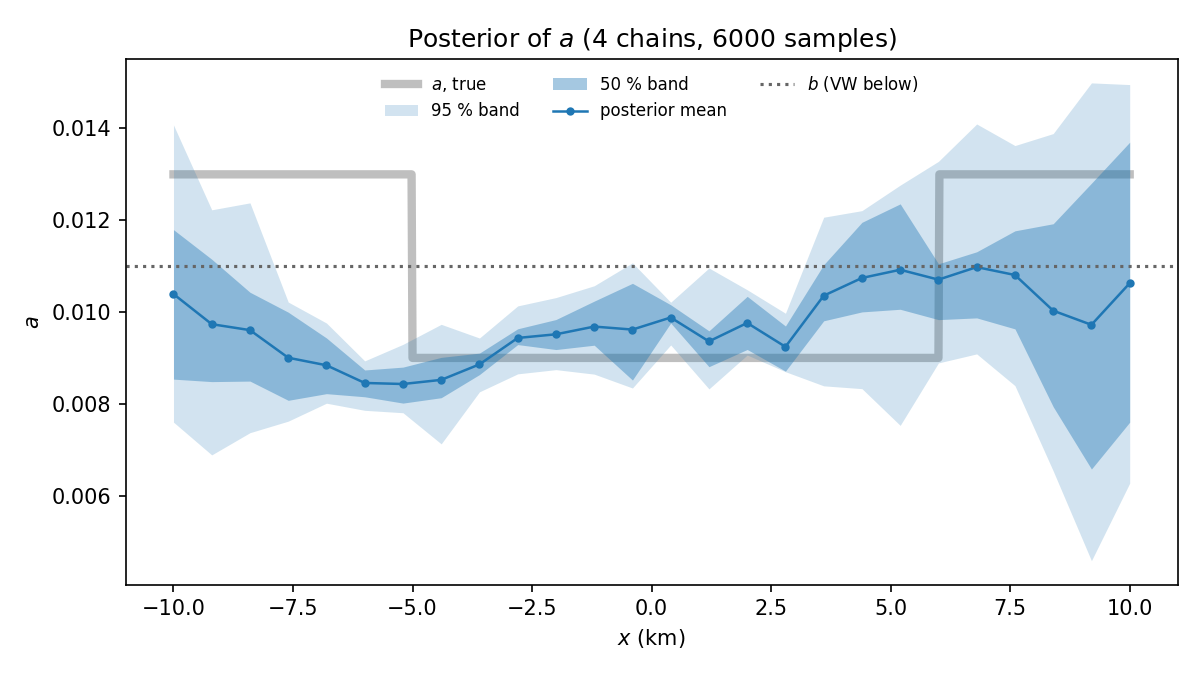 Posterior of a (4 chains, 6000 samples)
a, true
95 % band
50 % band
posterior mean
b (VW below)
0.014
0.012
0.010
0.008
0.006
a
−10.0 −7.5 −5.0 −2.5 0.0 2.5 5.0 7.5 10.0
x (km)